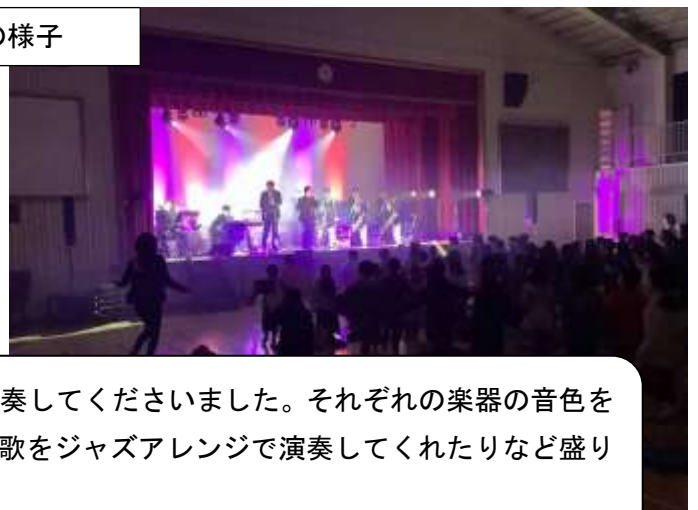 の様子
奏してくださいました。それぞれの楽器の音色を
歌をジャズアレンジで演奏してくれたりなど盛り